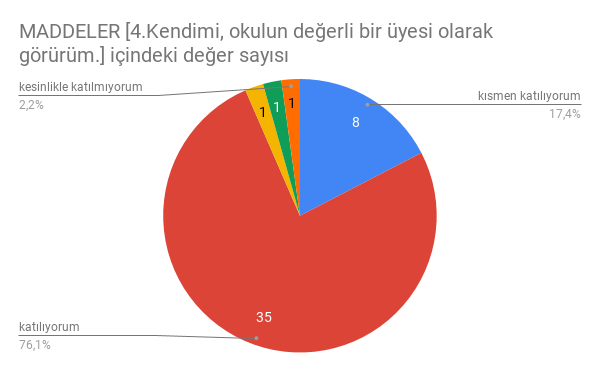 MADDELER [4.Kendimi, okulun değerli bir üyesi olarak
görürüm.] içindeki değer sayısı
kesinlikle katılmıyorum
2,2%
kısmen katılıyorum
17,4%
1
1
1
8
35
katılıyorum
76,1%